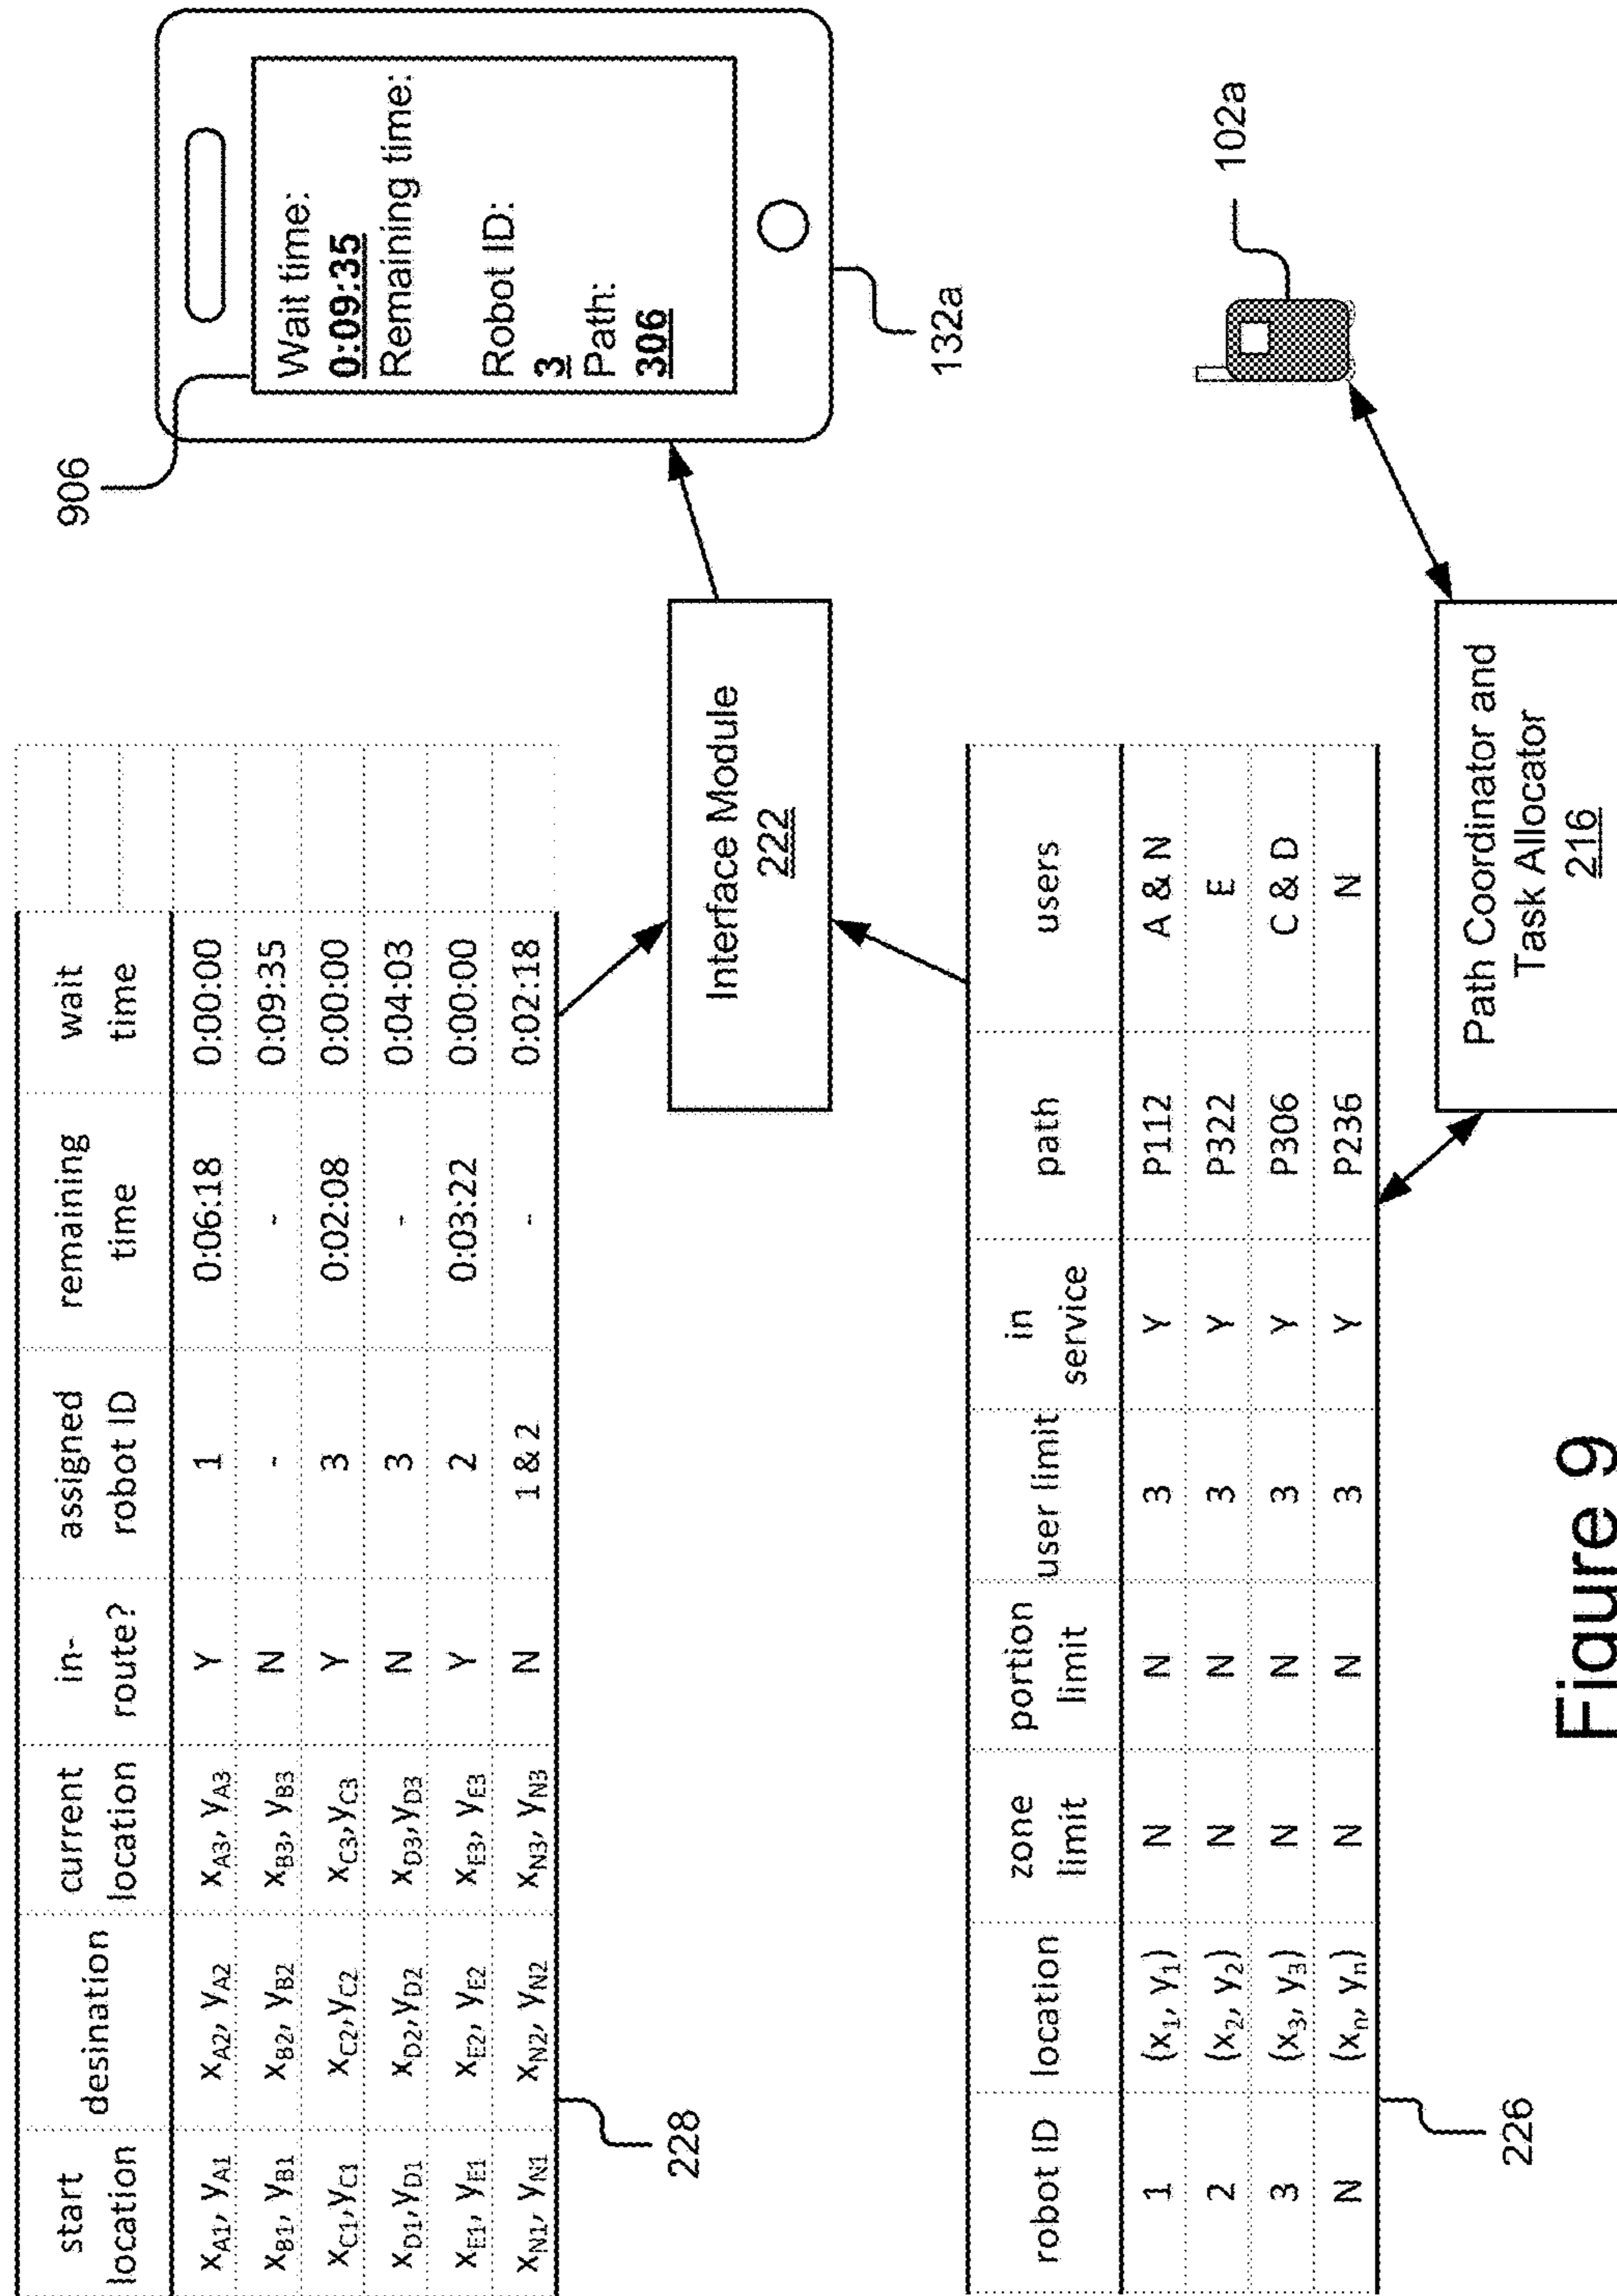 start location desination current location in-route? assigned robot ID remaining time wait time
xA1, yA1 xA2, yA2 xA3, yA3 Y 1 0:06:18 0:00:00
xB1, yB1 xB2, yB2 xB3, yB3 N - - 0:09:35
xC1,yC1 xC2,yC2 xC3,yC3 Y 3 0:02:08 0:00:00
xD1,yD1 xD2,yD2 xD3,yD3 N 3 - 0:04:03
xE1, yE1 xE2, yE2 xE3, yE3 Y 2 0:03:22 0:00:00
xN1, yN1 xN2, yN2 xN3, yN3 N 1 & 2 - 0:02:18
228
906
Wait time:
0:09:35
Remaining time:
Robot ID:
3
Path:
306
132a
Interface Module
222
robot ID location zone limit portion limit user limit in service path users
1 (x1, y1) N N 3 Y P112 A & N
2 (x2, y2) N N 3 Y P322 E
3 (x3, y3) N N 3 Y P306 C & D
N (xn, yn) N N 3 Y P236 N
226
102a
Path Coordinator and
Task Allocator
216
Figure 9